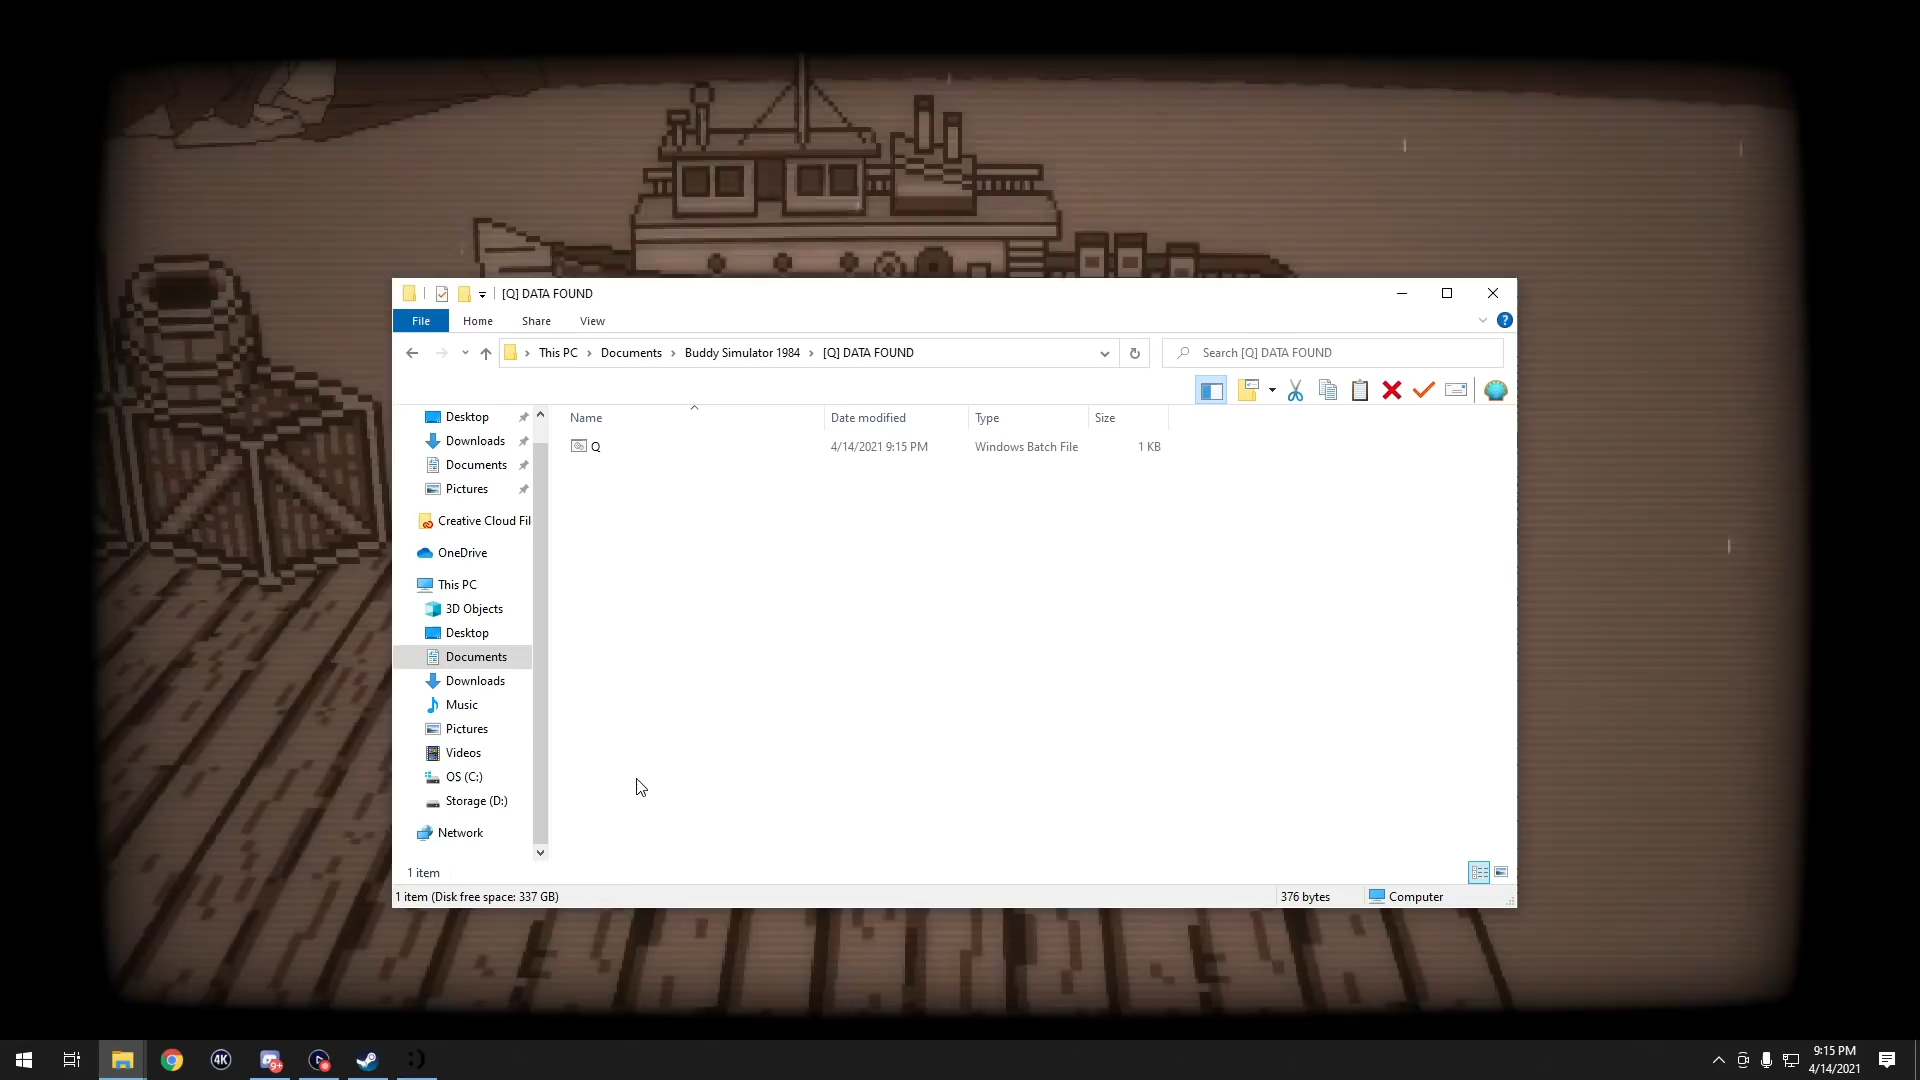 [Q] DATA FOUND
File Home Share View
This PC Documents Buddy Simulator 1984 [Q] DATA FOUND Search [Q] DATA FOUND
Name Date modified Type Size
Q 4/14/2021 9:15 PM Windows Batch File 1 KB
Desktop
Downloads
Documents
Pictures
Creative Cloud Fil
OneDrive
This PC
3D Objects
Desktop
Documents
Downloads
Music
Pictures
Videos
OS (C:)
Storage (D:)
Network
1 item
1 item (Disk free space: 337 GB) 376 bytes Computer
4K 9+ :)
9:15 PM
4/14/2021